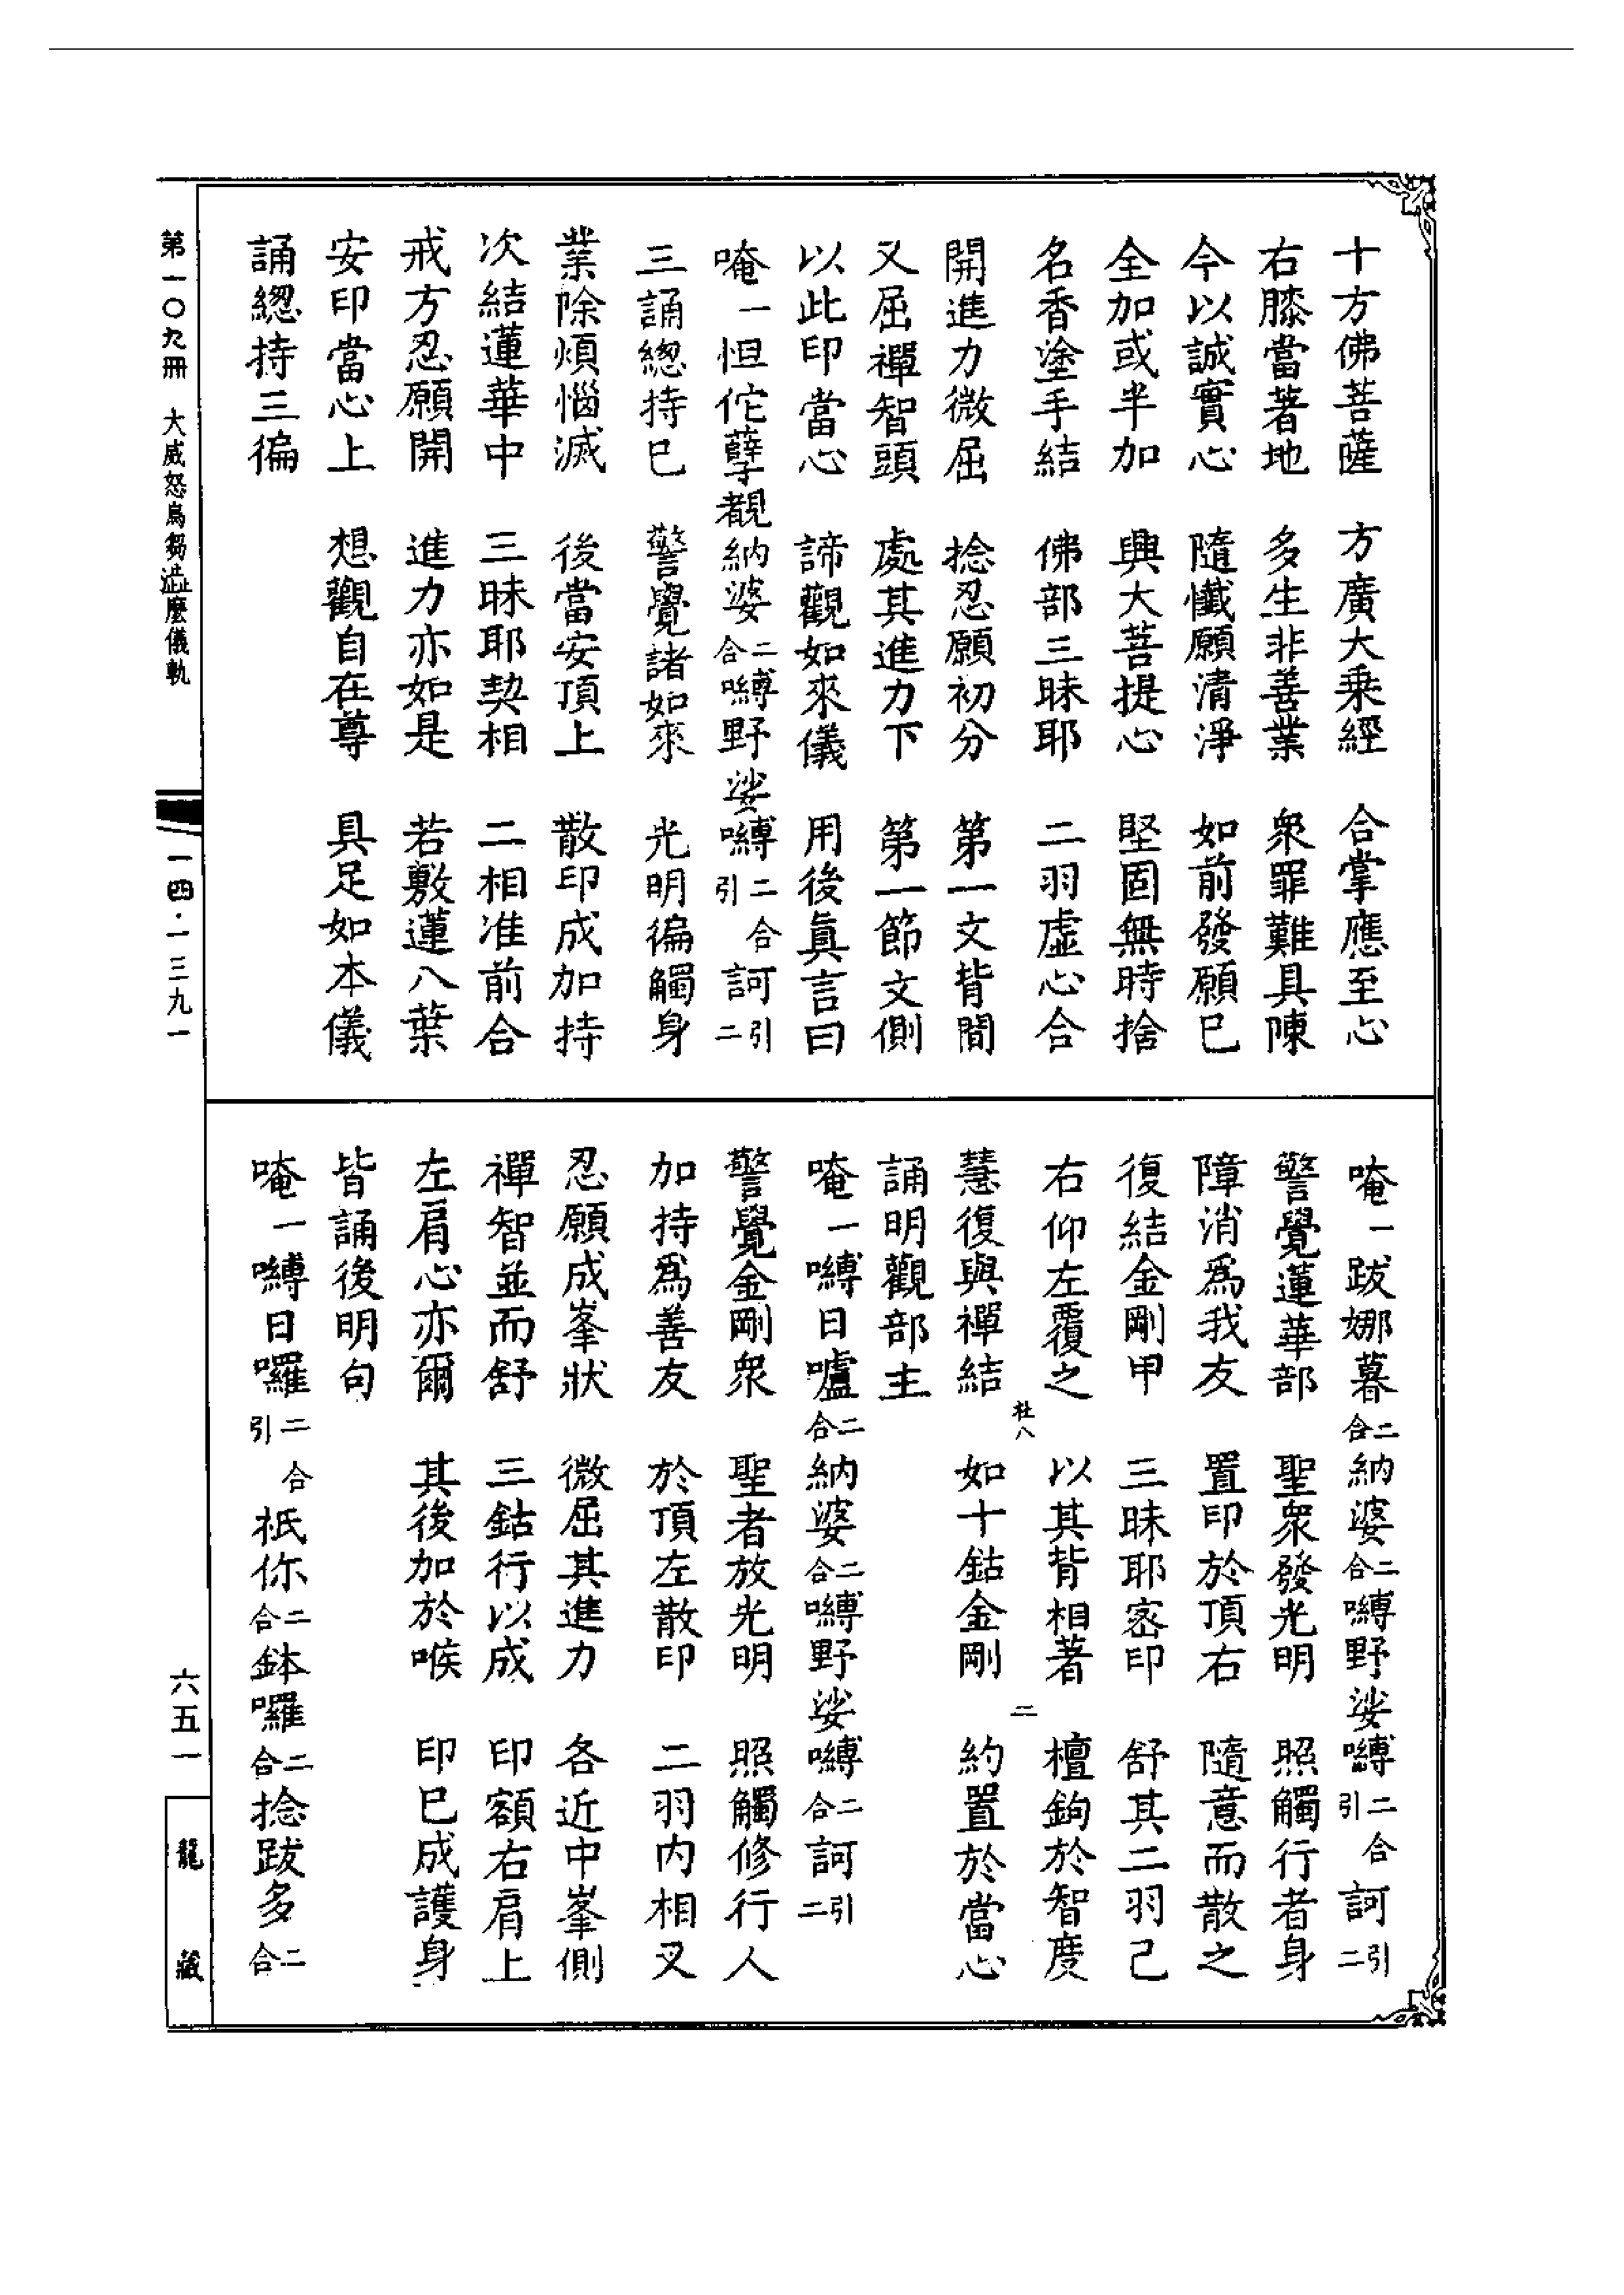 十方佛菩薩　方廣大乘經　合掌應至心
右膝當著地　多生非善業　衆罪難具陳
今以誠實心　隨懺願清淨　如前發願已
全加或半加　興大菩提心　堅固無時捨
名香塗手結　佛部三昧耶　二羽虛心合
開進力微屈　捻忍願初分　第一文背間
又屈禪智頭　處其進力下　第一節文側
以此印當心　諦觀如來儀　用後眞言曰
唵一怛佗孽覩納婆二合嚩野娑嚩二合引訶引二
三誦總持已　警覺諸如來　光明徧觸身
業除煩惱滅　後當安頂上　散印成加持
次結蓮華中　三昧耶契相　二相准前合
戒方忍願開　進力亦如是　若敷蓮八葉
安印當心上　想觀自在尊　具足如本儀
誦緫持三徧
唵一跋娜暮二合納婆二合嚩野娑嚩二合引訶引二
警覺蓮華部　聖衆發光明　照觸行者身
障消爲我友　置印於頂右　隨意而散之
復結金剛甲　三昧耶密印　舒其二羽已
右仰左覆之　以其背相著　檀鉤於智度
杜八　二
慧復與禪結　如十鈷金剛　約置於當心
誦明觀部主
唵一嚩日嚧二合納婆二合嚩野娑嚩二合訶引二
警覺金剛衆　聖者放光明　照觸修行人
加持爲善友　於頂左散印　二羽内相叉
忍願成峯狀　微屈其進力　各近中峯側
禪智並而舒　三鈷行以成　印額右肩上
左肩心亦爾　其後加於喉　印已成護身
皆誦後明句
唵一嚩日囉二合引祇你二合鉢囉二合捻跋多二合
第一〇九冊　大威怒烏芻澁麼儀軌
一四·一三九一
六五一
龍藏